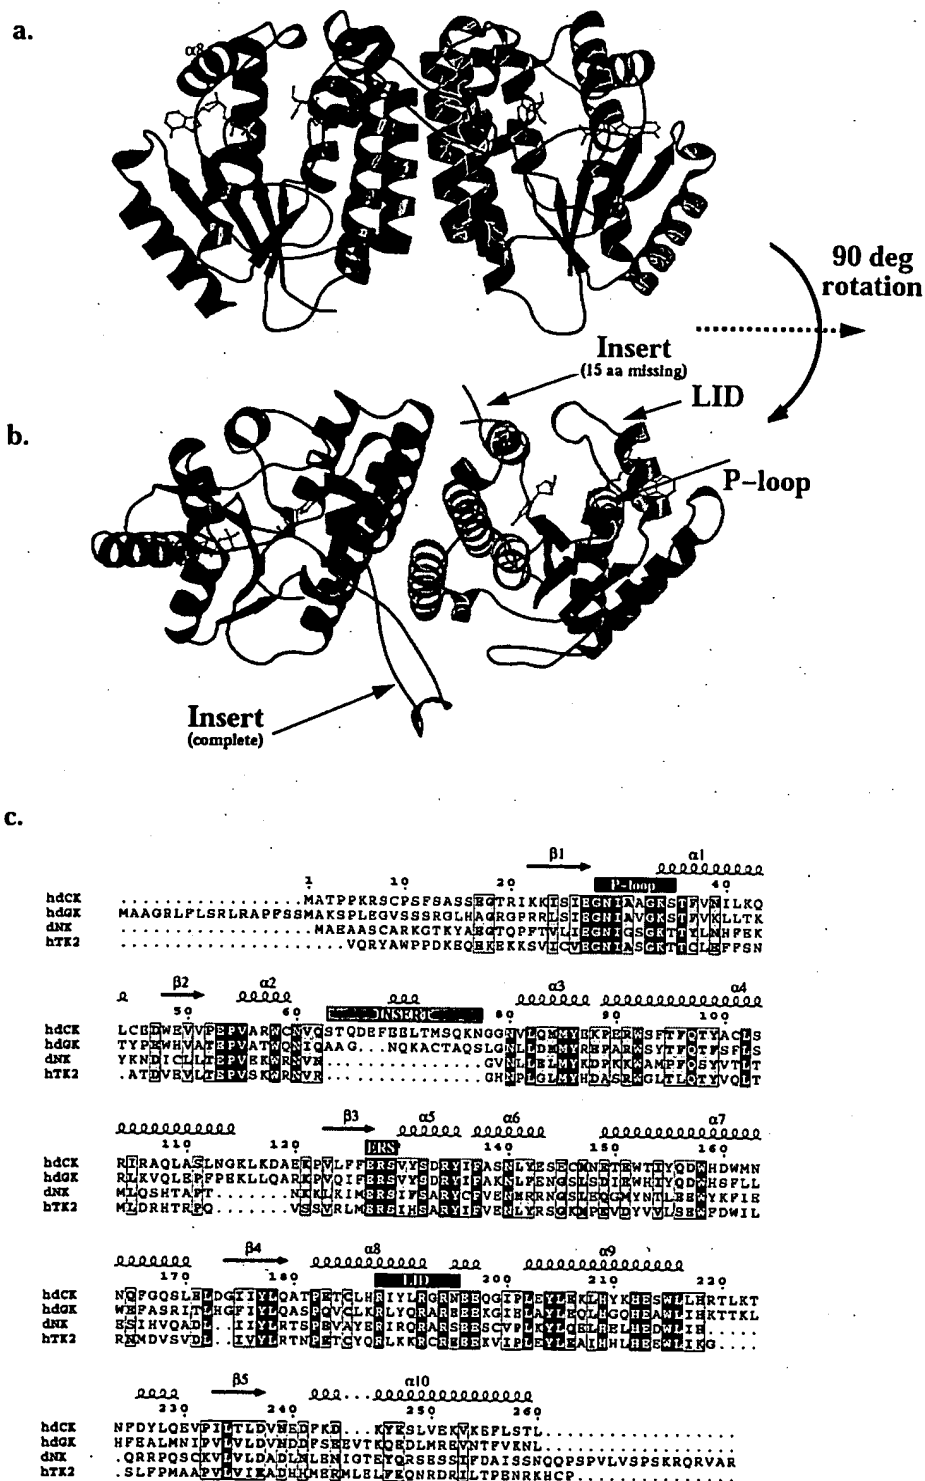 a.
α8
90 deg
rotation
Insert
(15 aa missing)
LID
b.
P-loop
Insert
(complete)
c.
β1 α1
1 10 20 P-loop 40
hdCK ...................MATPPKRSCPSFSASSEGTRIKKISIEGNIAAGKSTFVNILKQ
hdGK MAAGRLFLSRLRAPFSSMAKSPLEGVSSSRGLHAGRGPRRLSIEGNIAVGKSTFVKLLTK
dNK ...................MAEAASCARKGTKYAEGTQPFTVLIEGNIGSGKTTYLNHFEK
hTK2 ......................VQRYAWPPDKEQEKEKKSVICVEGNIASGKTTCLEFFSN
β2 α2 α3 α4
50 60 INSERT 80 90 100
hdCK LCEDWEVVPEPVARWCNVQSTQDEFEELTMSQKNGGNVLQMMYEKPERWSFTFQTYACLS
hdGK TYPEWHVATEPVATWQNIQAAG...NQKACTAQSLGNLLDMMYREPARWSYTFQTFSFLS
dNK YKNDICLLTEPVEKWRNVN...............GVNLLELMYKDPKKWAMPFQSYVTLT
hTK2 .ATDVEVLTEPVSKWRNVR...............GHNPLGLMYHDASRWGLTLQTYVQLT
β3 α5 α6 α7
110 120 ERS 140 150 160
hdCK RIRAQLASLNGKLKDAEKPVLFFERSVYSDRYIFASNLYESECMNETEWTIYQDWHDWMN
hdGK RLKVQLEPFPEKLLQARKPVQIFERSVYSDRYIFAKNLFENGSLSDIEWHIYQDWHSFLL
dNK MLQSHTAPT.......NKKLKIMERSIFSARYCFVENMRRNGSLEQGMYNTLEEWYKFIE
hTK2 MLDRHTRPQ.......VSSVRLMERSIHSARYIFVENLYRSGKMPEVDYVVLSEWFDWIL
β4 α8 α9
170 180 LID 200 210 220
hdCK NQFGQSLELDGIIYLQATPETCLHRIYLRGRNEEQGIPLEYLEKLHYKHESWLLHRTLKT
hdGK WEFASRITLHGFIYLQASPQVCLKRLYQRAREEEKGIELAYLEQLHGQHEAWLIHKTTKL
dNK ESIHVQADL..IIYLRTSPEVAYERIRQRARSEESCVPLKYLQELHELHEDWLIH.....
hTK2 RNMDVSVDL..IVYLRTNPETCYQRLKKRCREEEKVIPLEYLEAIHHLHEEWLIKG....
β5 α10
230 240 250 260
hdCK NFDYLQEVPILTLDVNEDFKD...KYESLVEKVKEFLSTL
hdGK HFEALMNIPVLVLDVNDDFSEEVTKQEDLMREVNTFVKNL
dNK .QRRPQSCKVLVLDADLNLENIGTEYQRSESSIFDAISSNQQPSPVLVSPSKRQRVAR
hTK2 .SLFPMAAPVLVIEADHHMERMLELFEQNRDRILTPENRKHCP